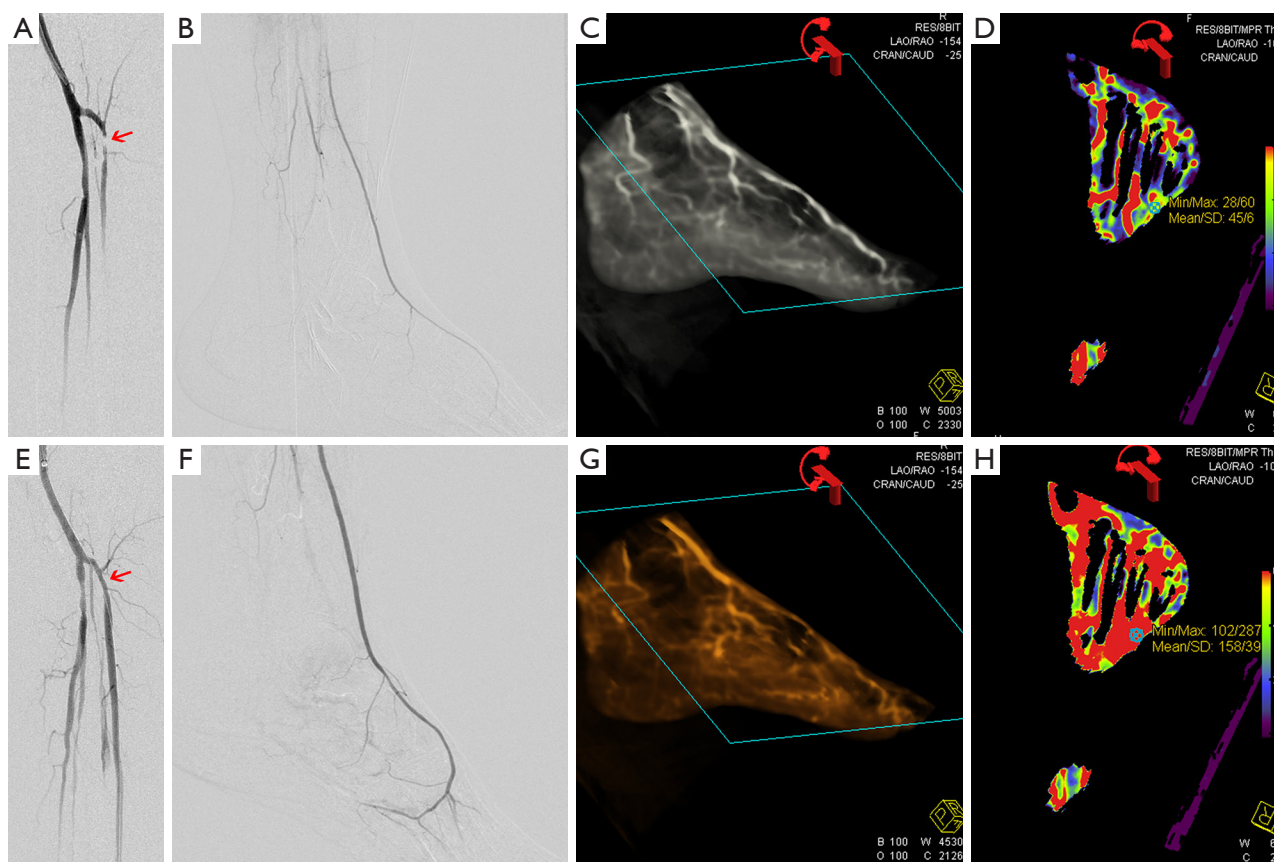 A
B
C
R
RES/8BIT
LAO/RAO -154
CRAN/CAUD -25
B 100 W 5003
O 100 C 2330
F
D
F
RES/8BIT/MPR Th
LAO/RAO -10
CRAN/CAUD
Min/Max: 28/60
Mean/SD: 45/6
R
W
C
E
F
G
R
RES/8BIT
LAO/RAO -154
CRAN/CAUD -25
B 100 W 4530
O 100 C 2126
H
F
RES/8BIT/MPR Th
LAO/RAO -10
CRAN/CAUD
Min/Max: 102/287
Mean/SD: 158/39
R
W 6
C